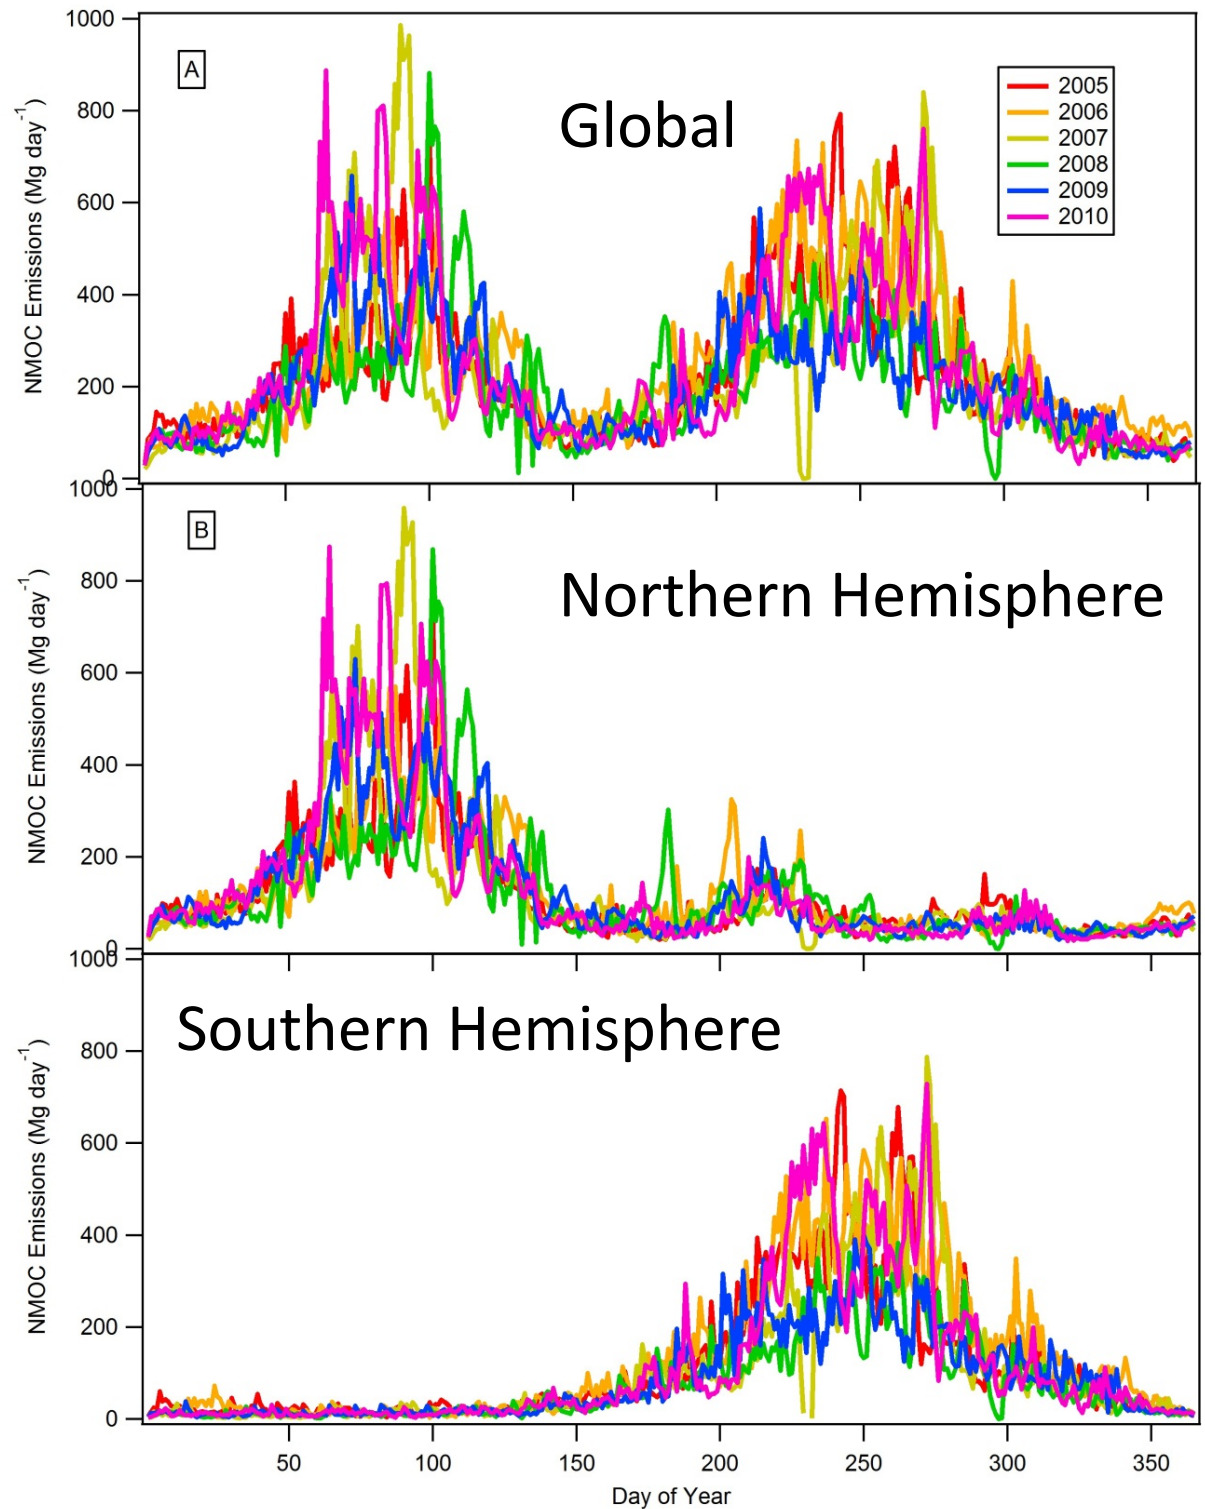 A
Global
2005
2006
2007
2008
2009
2010
NMOC Emissions (Mg day-1)
1000
800
600
400
200
0
B
Northern Hemisphere
NMOC Emissions (Mg day-1)
1000
800
600
400
200
0
Southern Hemisphere
NMOC Emissions (Mg day-1)
1000
800
600
400
200
0
50 100 150 200 250 300 350
Day of Year